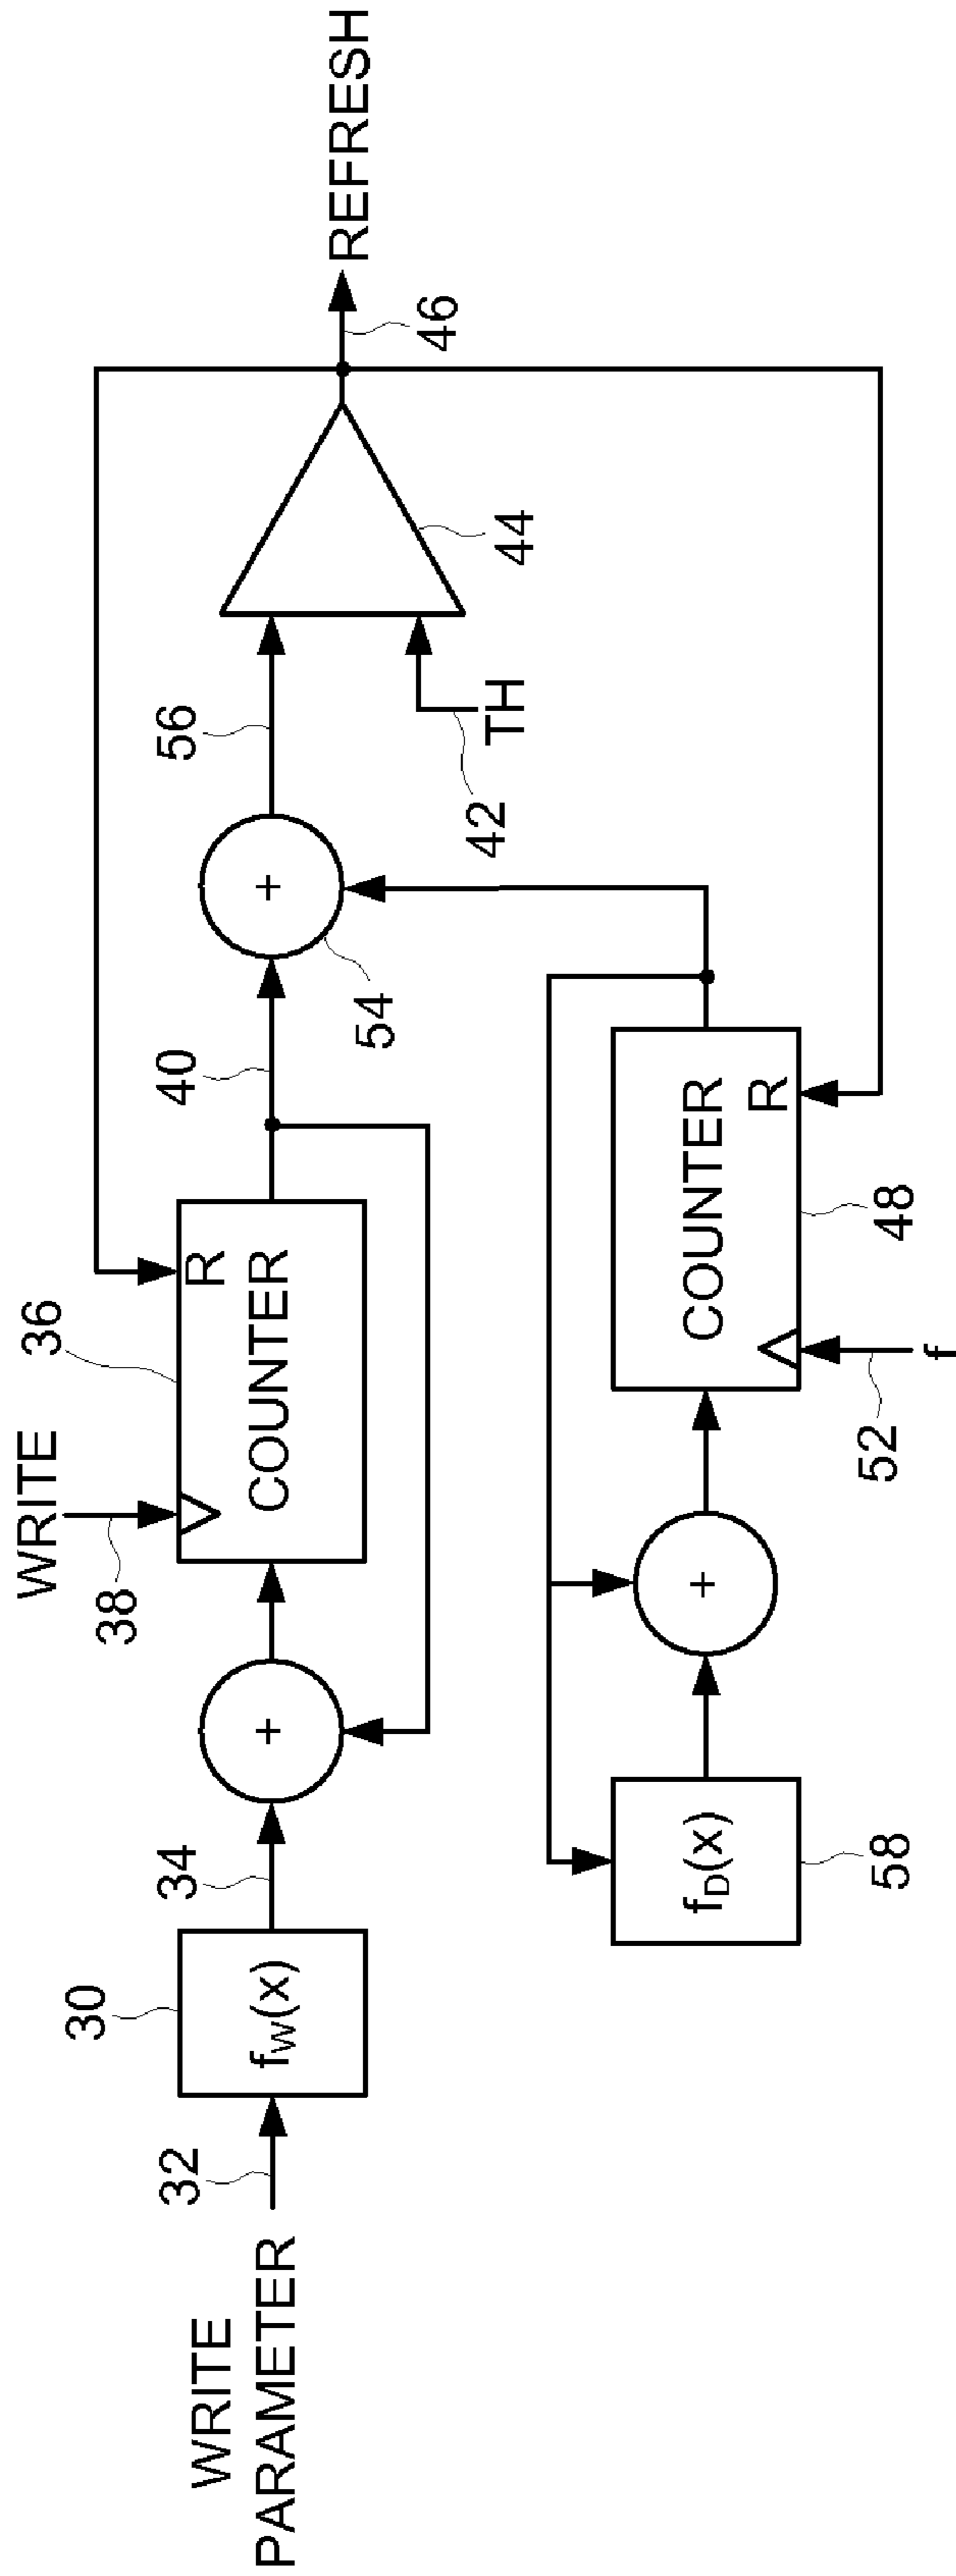 WRITE
PARAMETER
32
30
fW(x)
34
+
38
WRITE
36
R
COUNTER
40
+
54
56
42
TH
44
46
REFRESH
fD(x)
58
+
52
f
COUNTER
R
48